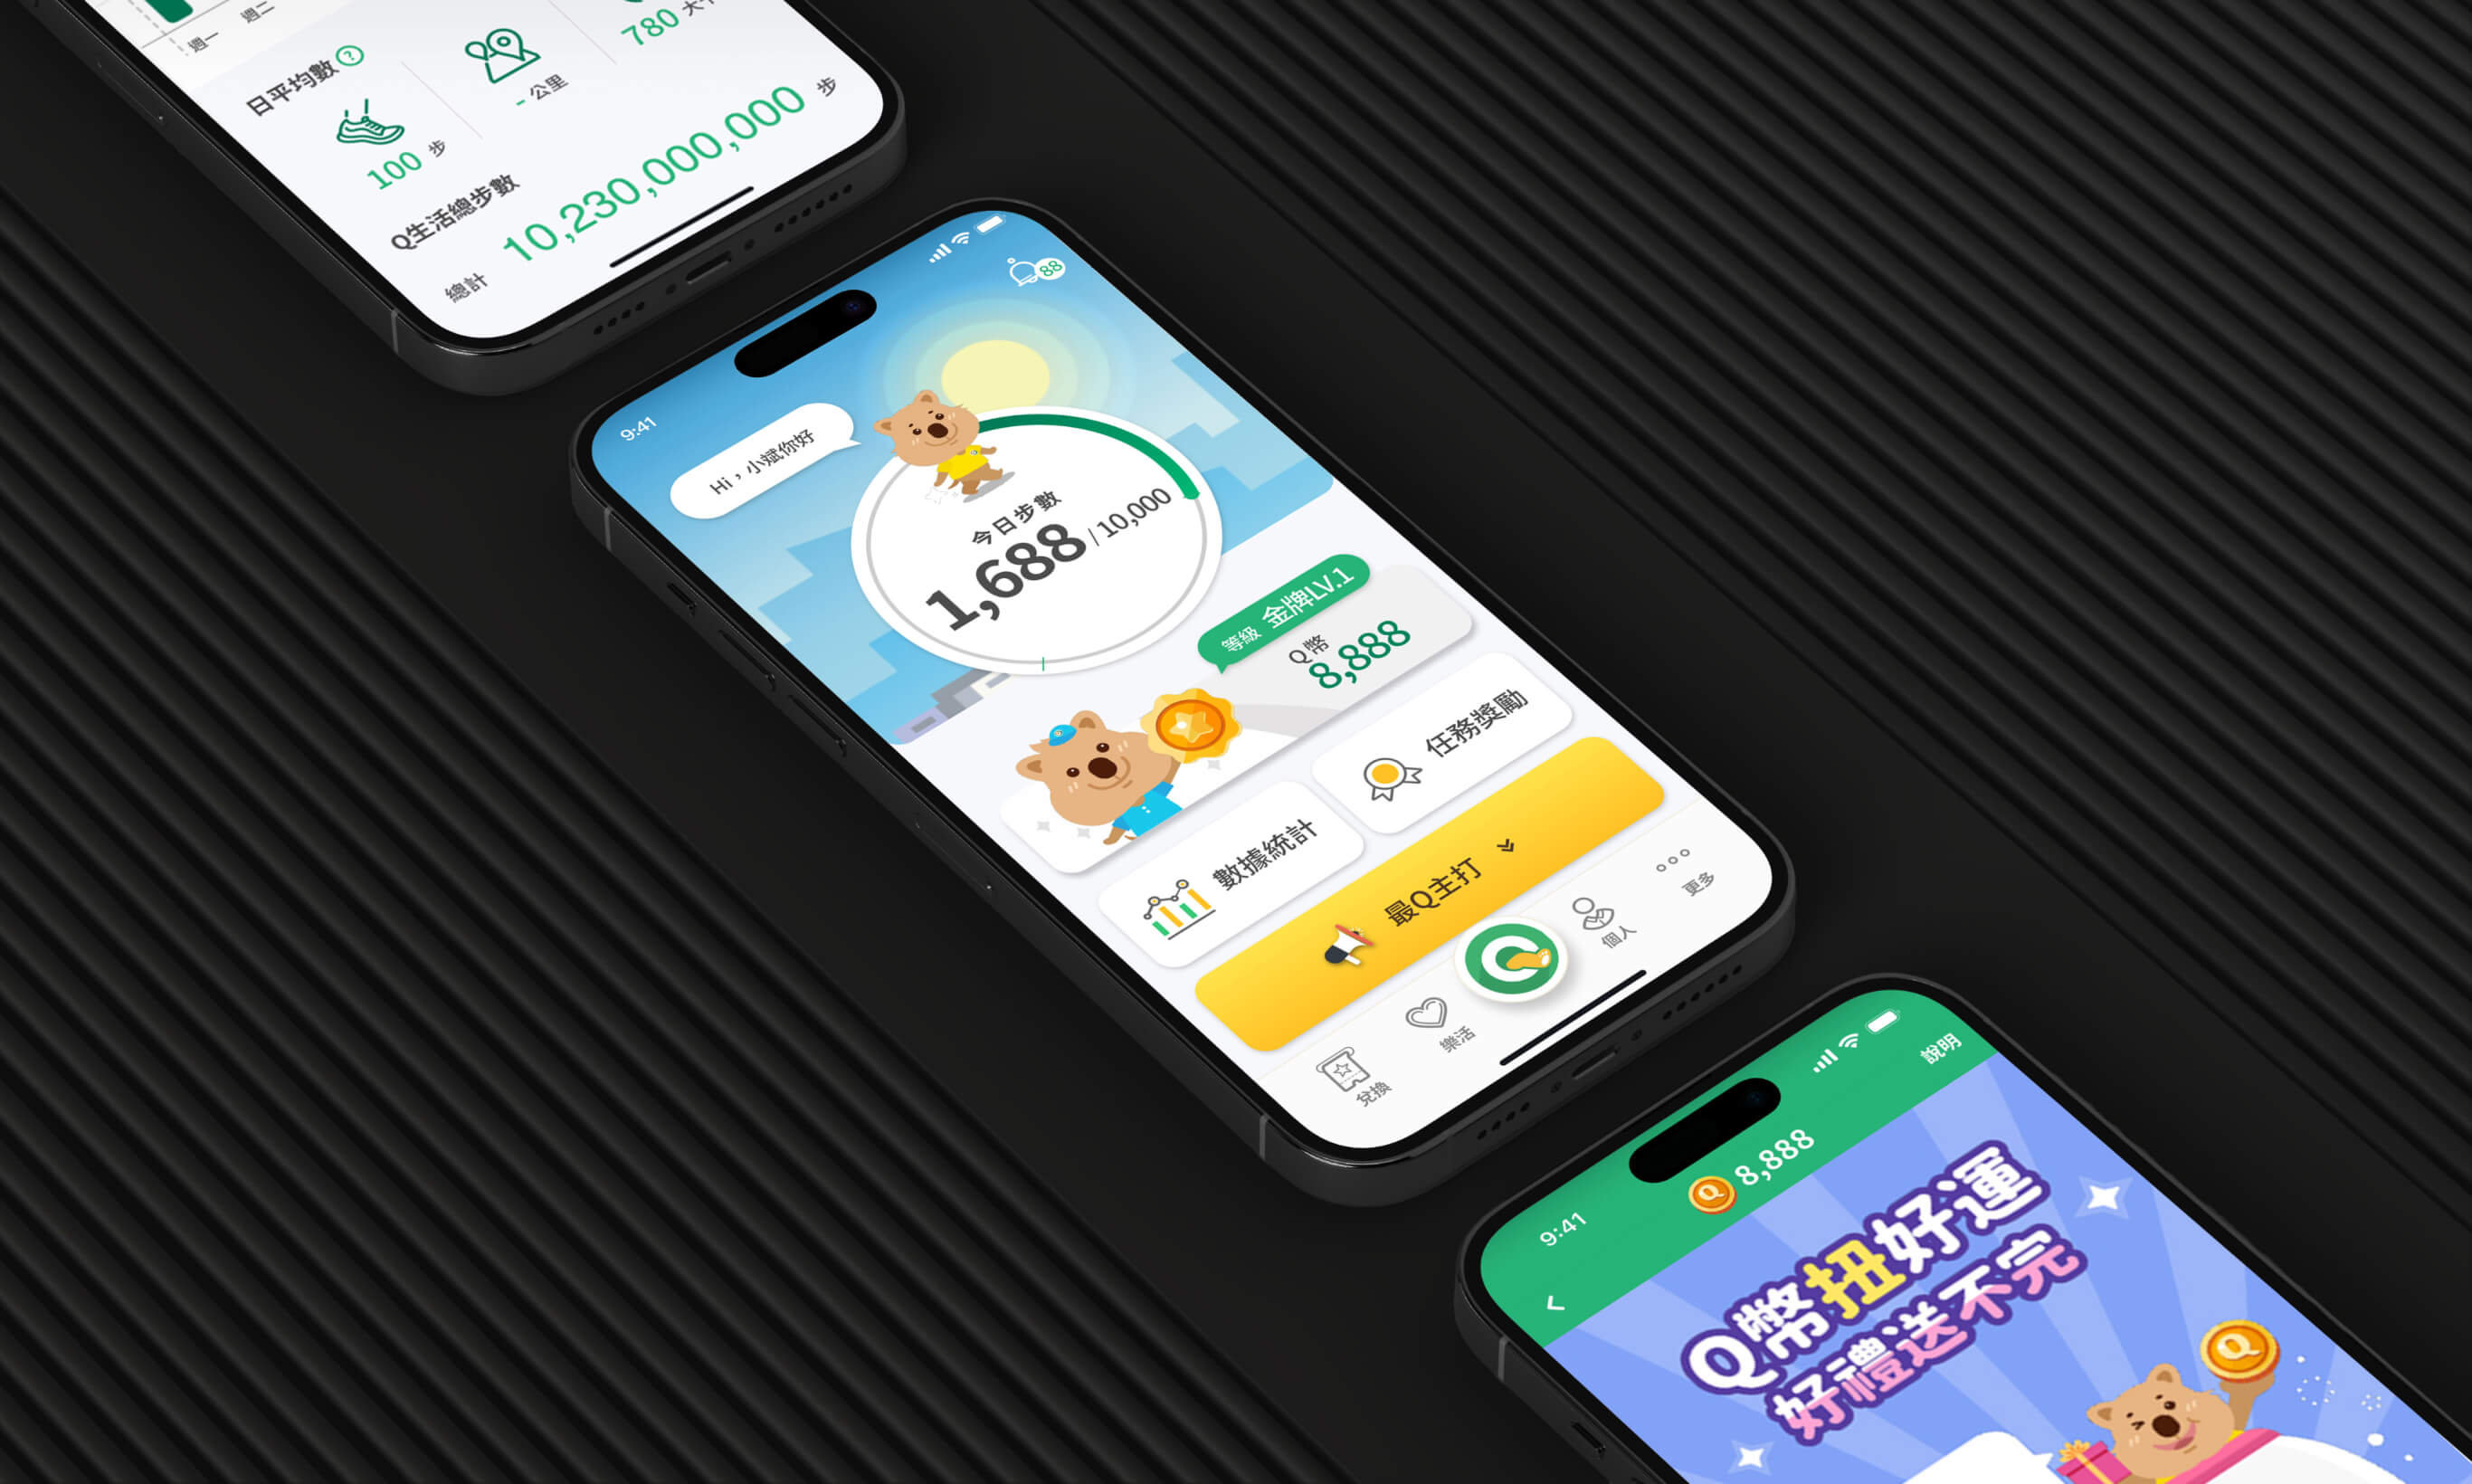 週一
週二
日平均數 ?
100 步
- 公里
780 大卡
Q生活總步數
總計 10,230,000,000 步
9:41
88
Hi，小斌你好
今日步數
1,688 / 10,000
等級 金牌LV.1
Q幣
8,888
數據統計
任務獎勵
最Q主打
兌換
樂活
個人
更多
9:41
Q 8,888
說明
Q幣扭好運
好禮送不完
Q